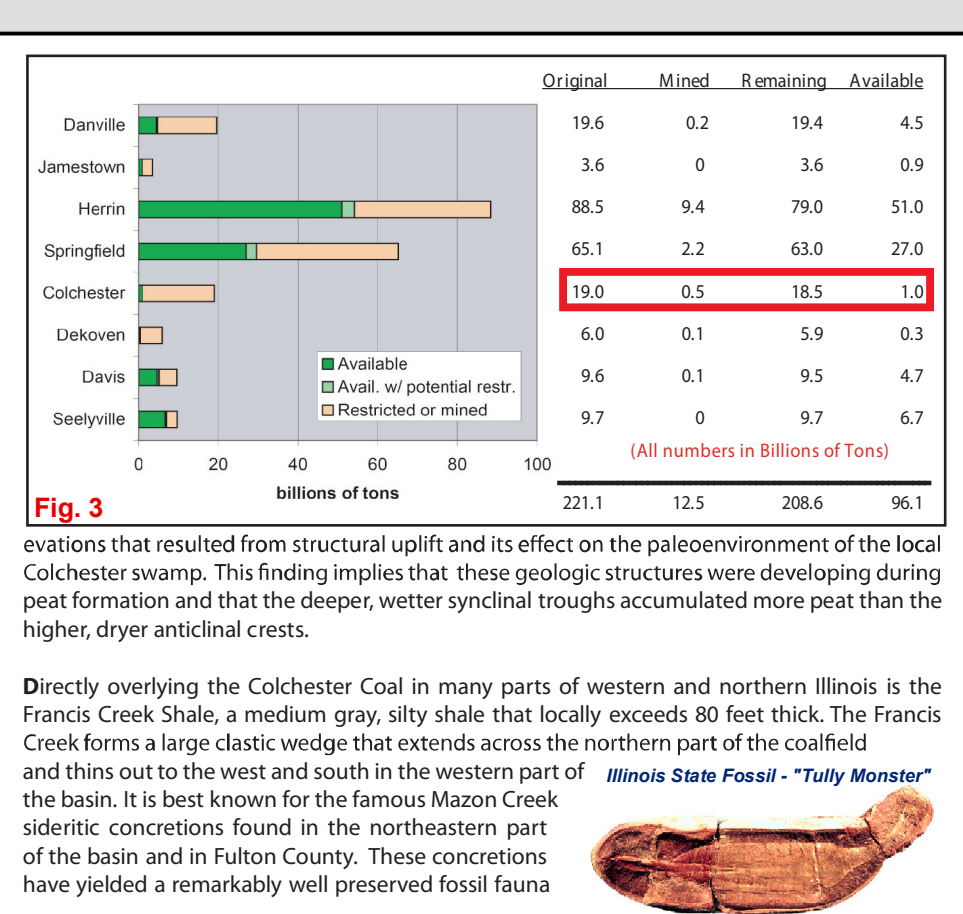 Original Mined Remaining Available
Danville 19.6 0.2 19.4 4.5
Jamestown 3.6 0 3.6 0.9
Herrin 88.5 9.4 79.0 51.0
Springfield 65.1 2.2 63.0 27.0
Colchester 19.0 0.5 18.5 1.0
Dekoven 6.0 0.1 5.9 0.3
Davis 9.6 0.1 9.5 4.7
Seelyville 9.7 0 9.7 6.7
Available
Avail. w/ potential restr.
Restricted or mined
0 20 40 60 80 100
billions of tons
(All numbers in Billions of Tons)
221.1 12.5 208.6 96.1
Fig. 3
evations that resulted from structural uplift and its effect on the paleoenvironment of the local
Colchester swamp. This finding implies that these geologic structures were developing during
peat formation and that the deeper, wetter synclinal troughs accumulated more peat than the
higher, dryer anticlinal crests.
Directly overlying the Colchester Coal in many parts of western and northern Illinois is the
Francis Creek Shale, a medium gray, silty shale that locally exceeds 80 feet thick. The Francis
Creek forms a large clastic wedge that extends across the northern part of the coalfield
and thins out to the west and south in the western part of
the basin. It is best known for the famous Mazon Creek
sideritic concretions found in the northeastern part
of the basin and in Fulton County. These concretions
have yielded a remarkably well preserved fossil fauna
Illinois State Fossil - "Tully Monster"